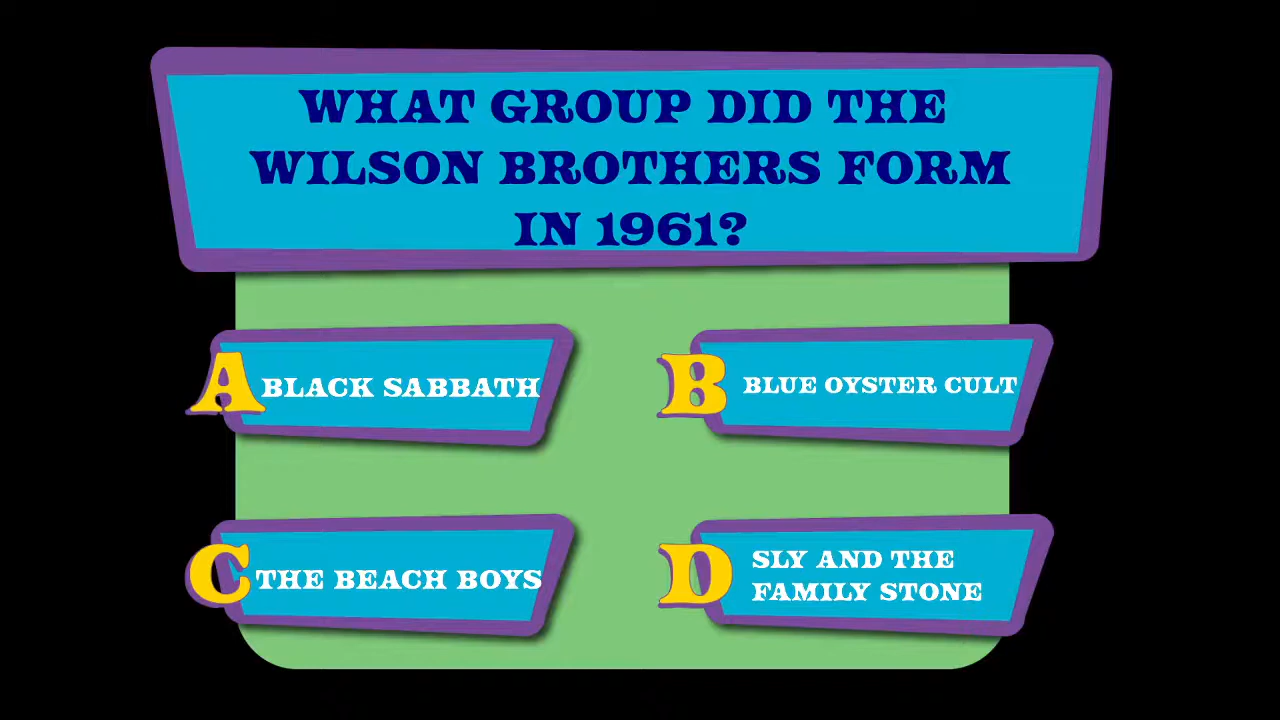 WHAT GROUP DID THE
WILSON BROTHERS FORM
IN 1961?
A BLACK SABBATH
B BLUE OYSTER CULT
C THE BEACH BOYS
D SLY AND THE
FAMILY STONE